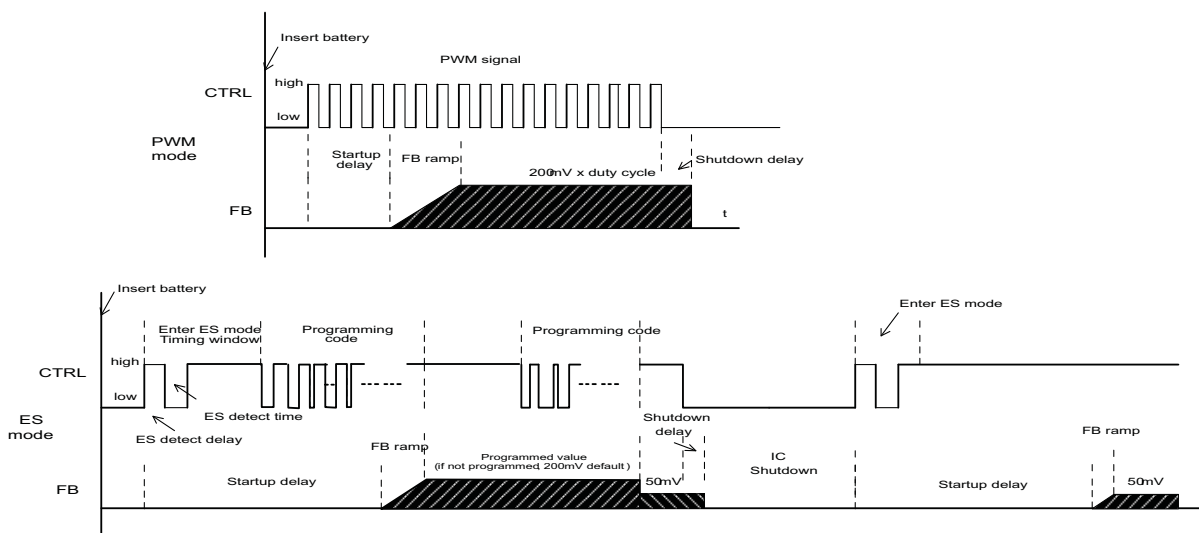 Insert battery
PWM signal
CTRL
high
low
PWM
mode
Startup
delay
FB ramp
Shutdown delay
200mV x duty cycle
FB
t
Insert battery
Enter ES mode
Enter ES mode
Timing window
Programming
code
Programming code
high
CTRL
low
ES detect time
ES
mode
ES detect delay
Shutdown
delay
FB ramp
Programmed value
(if not programmed, 200mV default)
50mV
IC
Shutdown
FB ramp
FB
Startup delay
Startup delay
50mV